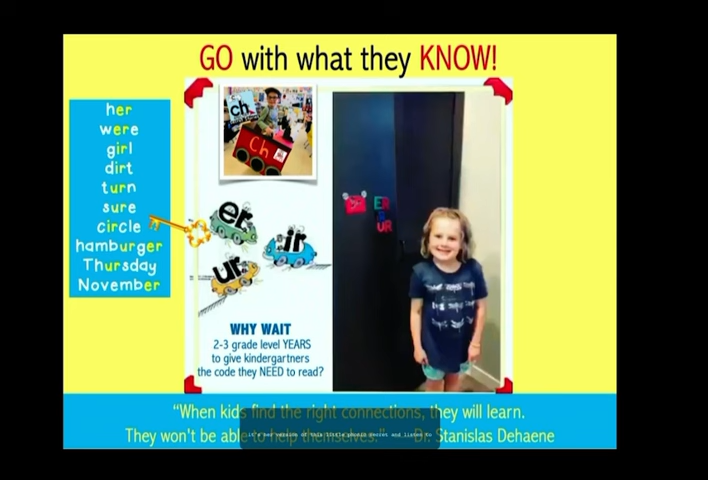 GO with what they KNOW!
her
were
girl
dirt
turn
sure
circle
hamburger
Thursday
November
ch
Ch
er
ir
ur
ER
UR
WHY WAIT
2-3 grade level YEARS
to give kindergartners
the code they NEED to read?
“When kids find the right connections, they will learn.
They won't be able to help themselves.” Dr. Stanislas Dehaene